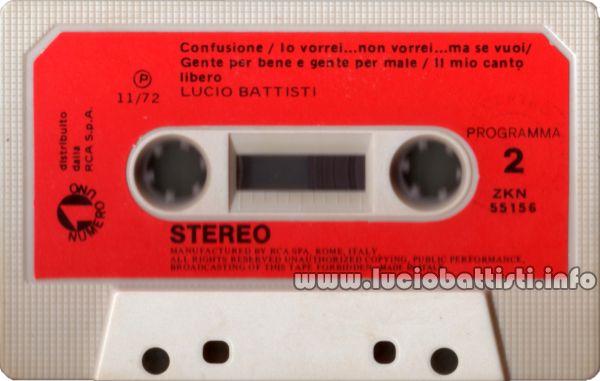 Confusione / Io vorrei...non vorrei...ma se vuoi/
Gente per bene e gente per male / Il mio canto
libero
LUCIO BATTISTI
P
11/72
distribuito
dalla
RCA S.p.A.
NUMERO UNO
PROGRAMMA
2
ZKN
55156
STEREO
MANUFACTURED BY RCA SPA, ROME, ITALY
ALL RIGHTS RESERVED UNAUTHORIZED COPYING, PUBLIC PERFORMANCE,
BROADCASTING OF THIS TAPE FORBIDDEN - MADE IN ITALY
www.luciobattisti.info